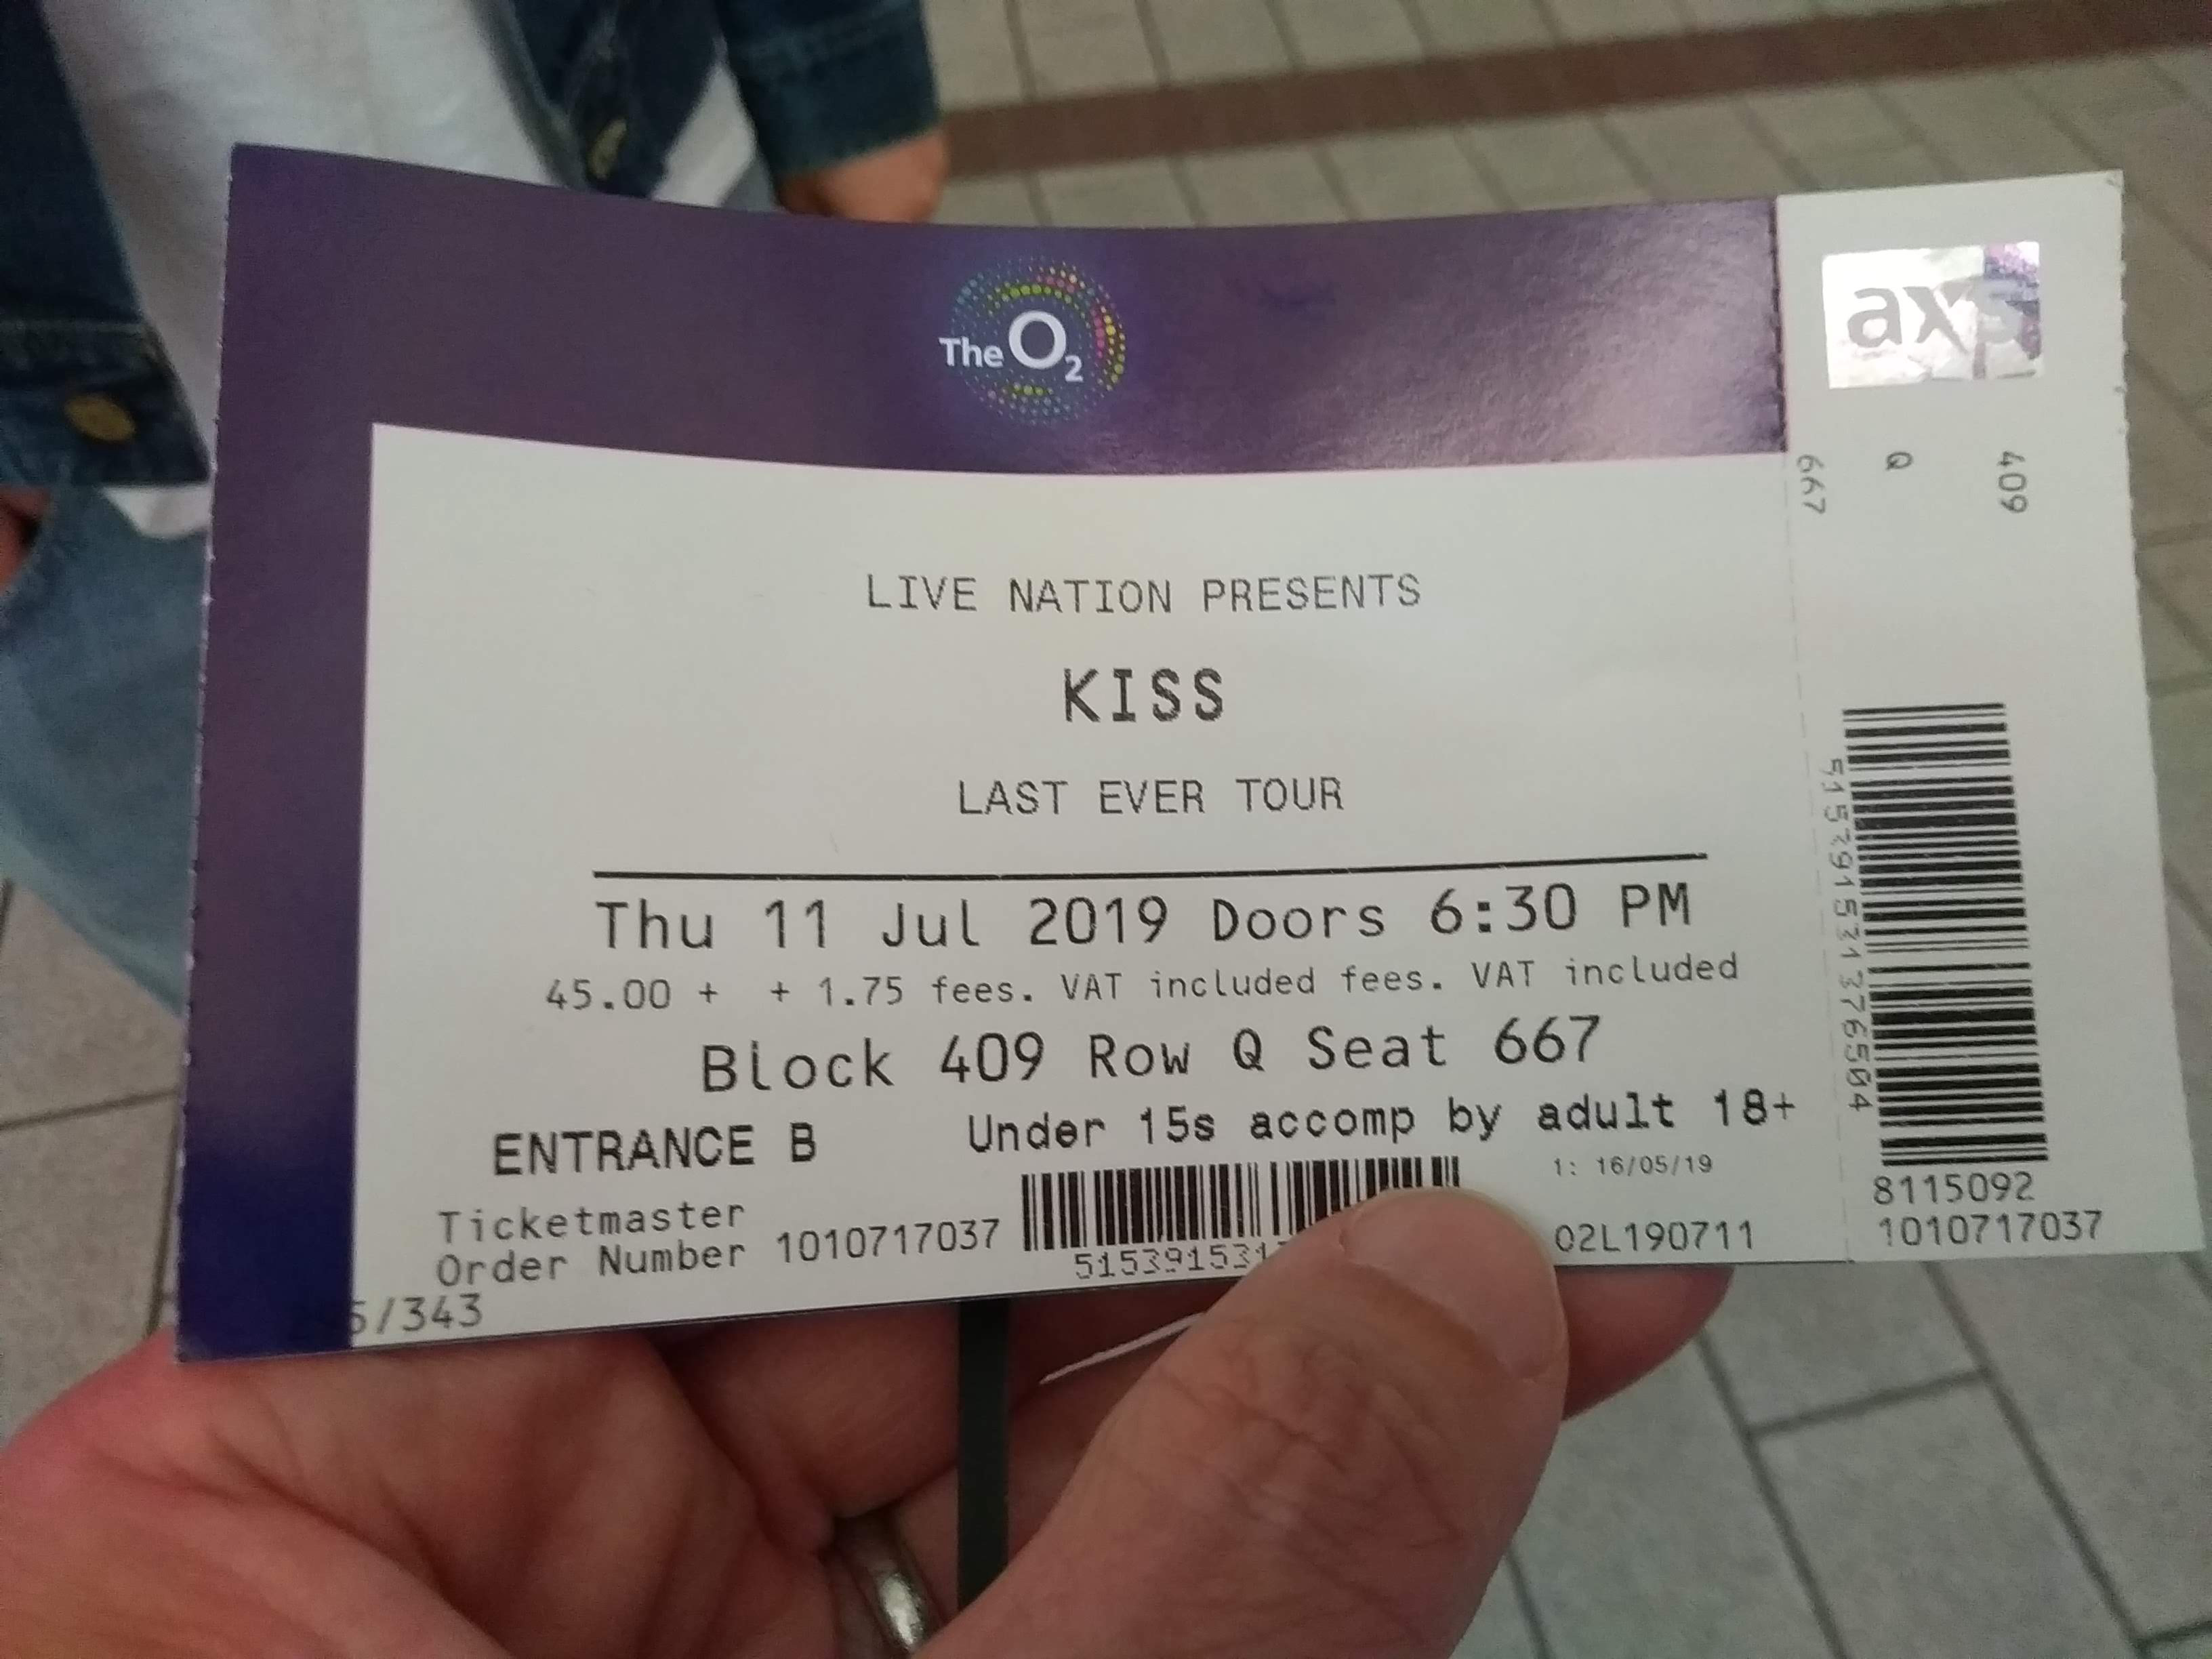 The O2
LIVE NATION PRESENTS
KISS
LAST EVER TOUR
Thu 11 Jul 2019 Doors 6:30 PM
45.00 + + 1.75 fees. VAT included fees. VAT included
Block 409 Row Q Seat 667
ENTRANCE B Under 15s accomp by adult 18+
1: 16/05/19
Ticketmaster
Order Number 1010717037
02L190711
/343
axs
409
Q
667
8115092
1010717037